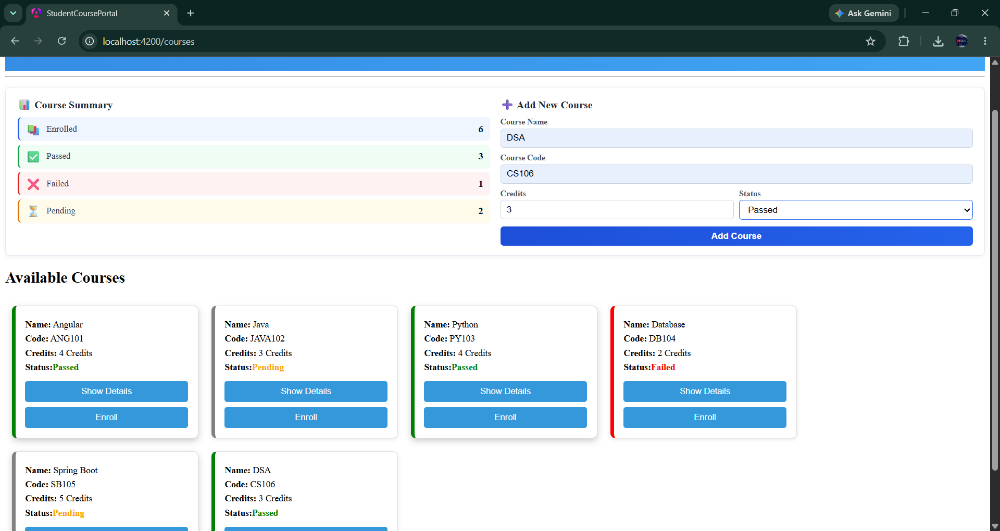 StudentCoursePortal
Ask Gemini
localhost:4200/courses
Course Summary
Enrolled 6
Passed 3
Failed 1
Pending 2
Add New Course
Course Name
DSA
Course Code
CS106
Credits Status
3 Passed
Add Course
Available Courses
Name: Angular
Code: ANG101
Credits: 4 Credits
Status:Passed
Show Details
Enroll
Name: Java
Code: JAVA102
Credits: 3 Credits
Status:Pending
Show Details
Enroll
Name: Python
Code: PY103
Credits: 4 Credits
Status:Passed
Show Details
Enroll
Name: Database
Code: DB104
Credits: 2 Credits
Status:Failed
Show Details
Enroll
Name: Spring Boot
Code: SB105
Credits: 5 Credits
Status:Pending
Name: DSA
Code: CS106
Credits: 3 Credits
Status:Passed